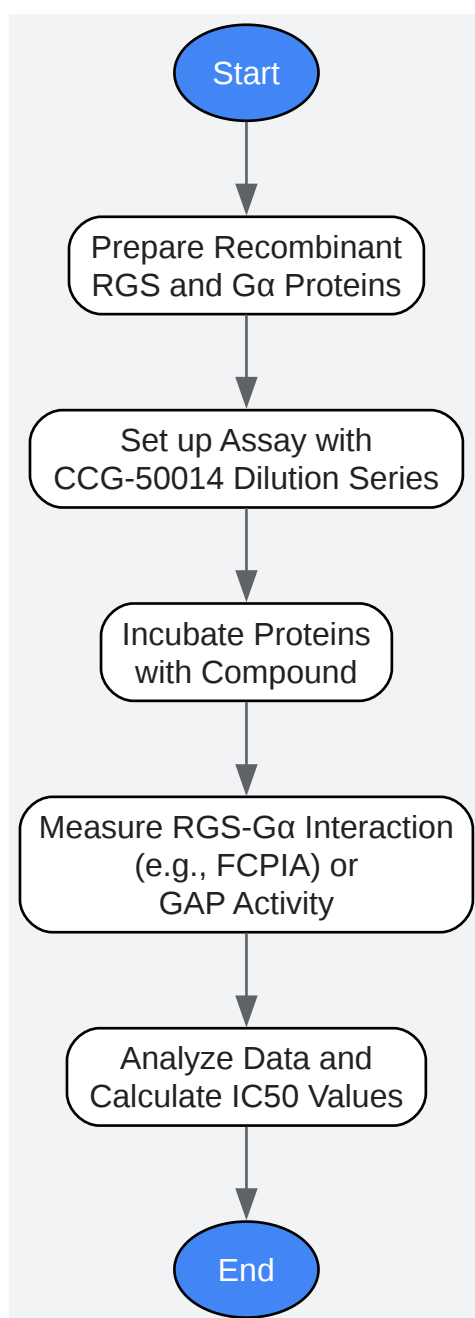 Start
Prepare Recombinant
RGS and Gα Proteins
Set up Assay with
CCG-50014 Dilution Series
Incubate Proteins
with Compound
Measure RGS-Gα Interaction
(e.g., FCPIA) or
GAP Activity
Analyze Data and
Calculate IC50 Values
End